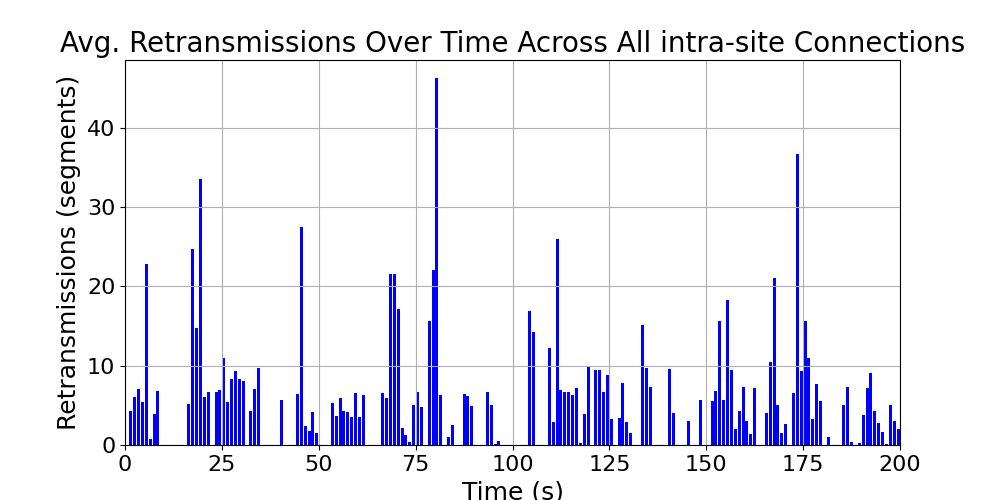 Avg. Retransmissions Over Time Across All intra-site Connections
Retransmissions (segments)
40
30
20
10
0
0 25 50 75 100 125 150 175 200
Time (s)